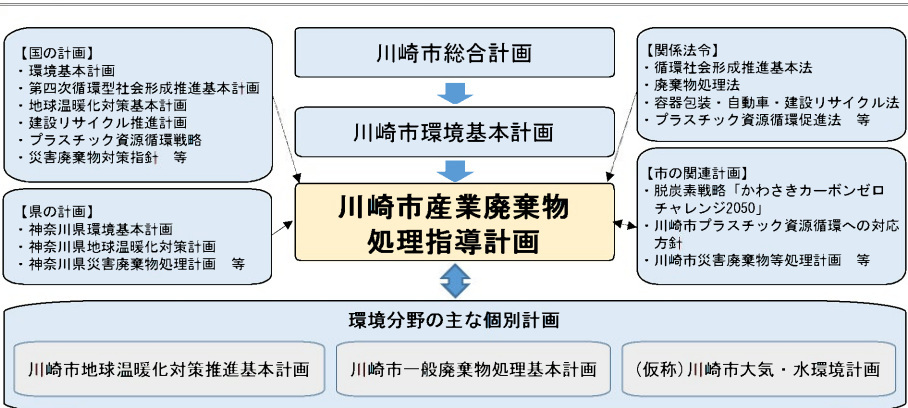 【国の計画】
・環境基本計画
・第四次循環型社会形成推進基本計画
・地球温暖化対策基本計画
・建設リサイクル推進計画
・プラスチック資源循環戦略
・災害廃棄物対策指針　等
【県の計画】
・神奈川県環境基本計画
・神奈川県地球温暖化対策計画
・神奈川県災害廃棄物処理計画　等
川崎市総合計画
川崎市環境基本計画
川崎市産業廃棄物
処理指導計画
【関係法令】
・循環社会形成推進基本法
・廃棄物処理法
・容器包装・自動車・建設リサイクル法
・プラスチック資源循環促進法　等
【市の関連計画】
・脱炭素戦略「かわさきカーボンゼロ
チャレンジ2050」
・川崎市プラスチック資源循環への対応
方針
・川崎市災害廃棄物等処理計画　等
環境分野の主な個別計画
川崎市地球温暖化対策推進基本計画
川崎市一般廃棄物処理基本計画
(仮称)川崎市大気・水環境計画